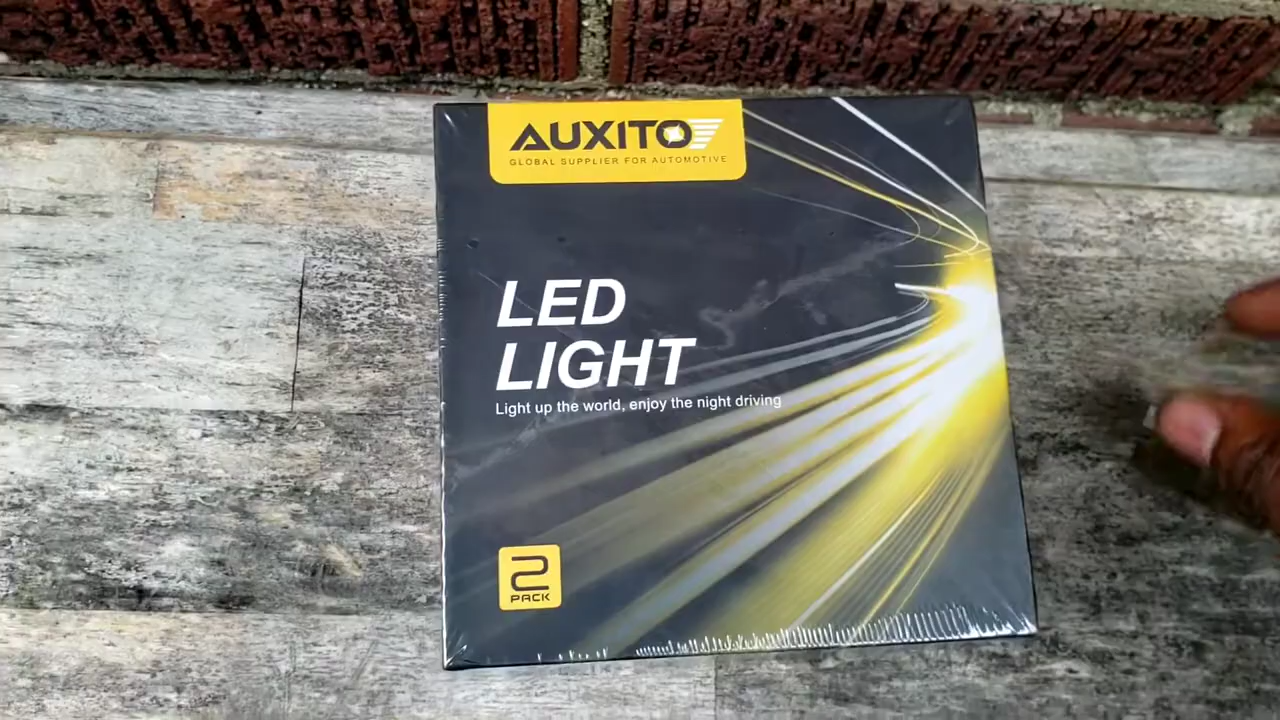 AUXITO
GLOBAL SUPPLIER FOR AUTOMOTIVE
LED
LIGHT
Light up the world, enjoy the night driving
2
PACK